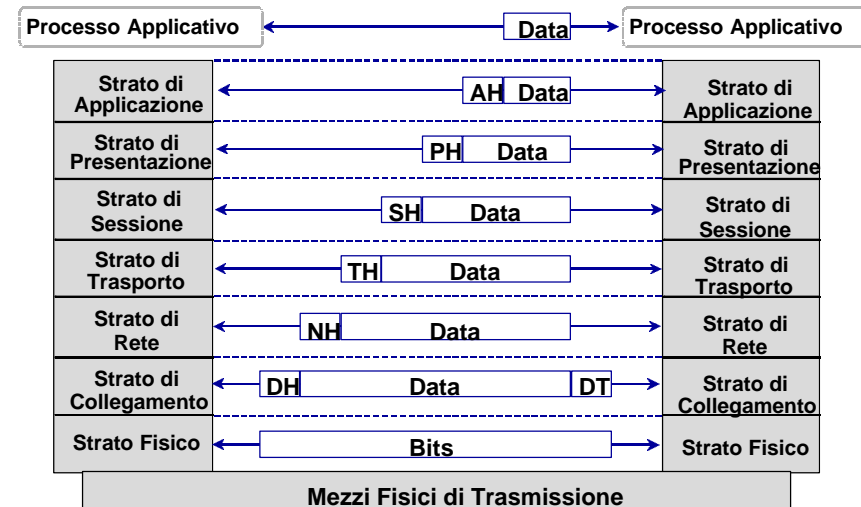 Processo Applicativo Data Processo Applicativo
Strato di Applicazione AH Data Strato di Applicazione
Strato di Presentazione PH Data Strato di Presentazione
Strato di Sessione SH Data Strato di Sessione
Strato di Trasporto TH Data Strato di Trasporto
Strato di Rete NH Data Strato di Rete
Strato di Collegamento DH Data DT Strato di Collegamento
Strato Fisico Bits Strato Fisico
Mezzi Fisici di Trasmissione